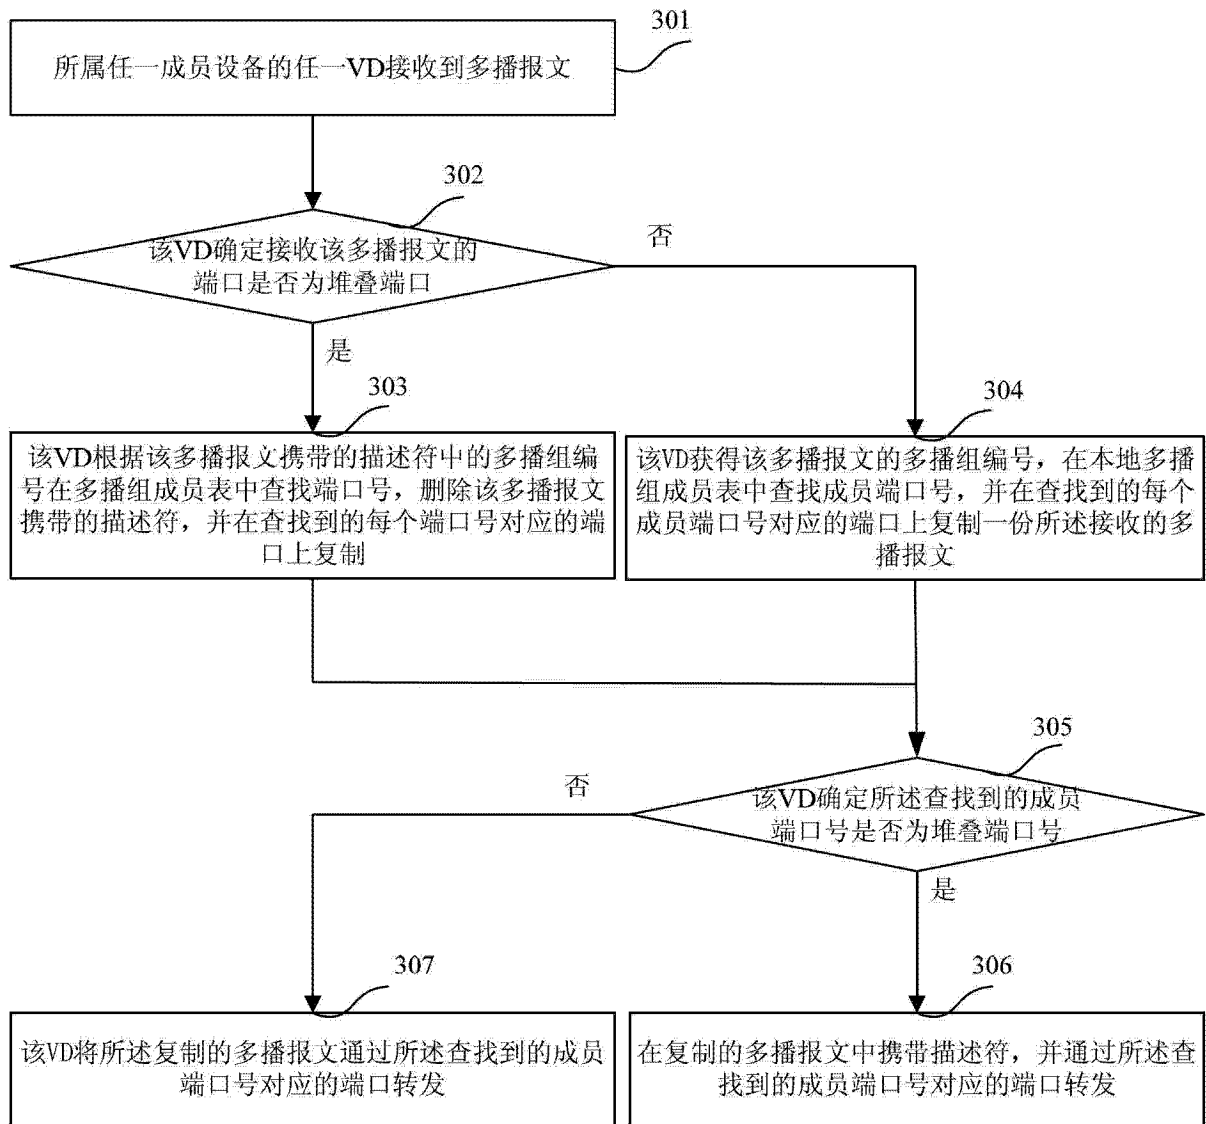 301
所属任一成员设备的任一VD接收到多播报文
302
该VD确定接收该多播报文的
端口是否为堆叠端口
否
是
303
304
该VD根据该多播报文携带的描述符中的多播组编
号在多播组成员表中查找端口号，删除该多播报文
携带的描述符，并在查找到的每个端口号对应的端
口上复制
该VD获得该多播报文的多播组编号，在本地多播
组成员表中查找成员端口号，并在查找到的每个
成员端口号对应的端口上复制一份所述接收的多
播报文
305
该VD确定所述查找到的成员
端口号是否为堆叠端口号
否
是
307
306
该VD将所述复制的多播报文通过所述查找到的成员
端口号对应的端口转发
在复制的多播报文中携带描述符，并通过所述查
找到的成员端口号对应的端口转发